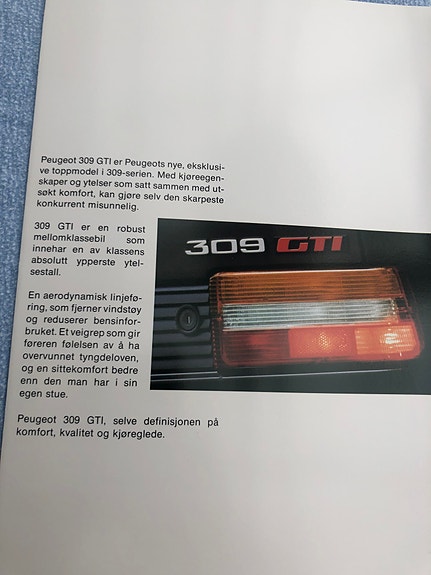 Peugeot 309 GTI er Peugeots nye, eksklusi-
ve toppmodel i 309-serien. Med kjøreegen-
skaper og ytelser som satt sammen med ut-
søkt komfort, kan gjøre selv den skarpeste
konkurrent misunnelig.
309 GTI er en robust
mellomklassebil som
innehar en av klassens
absolutt ypperste ytel-
sestall.
309 GTI
En aerodynamisk linjefø-
ring, som fjerner vindstøy
og reduserer bensinfor-
bruket. Et veigrep som gir
føreren følelsen av å ha
overvunnet tyngdeloven,
og en sittekomfort bedre
enn den man har i sin
egen stue.
Peugeot 309 GTI, selve definisjonen på
komfort, kvalitet og kjøreglede.